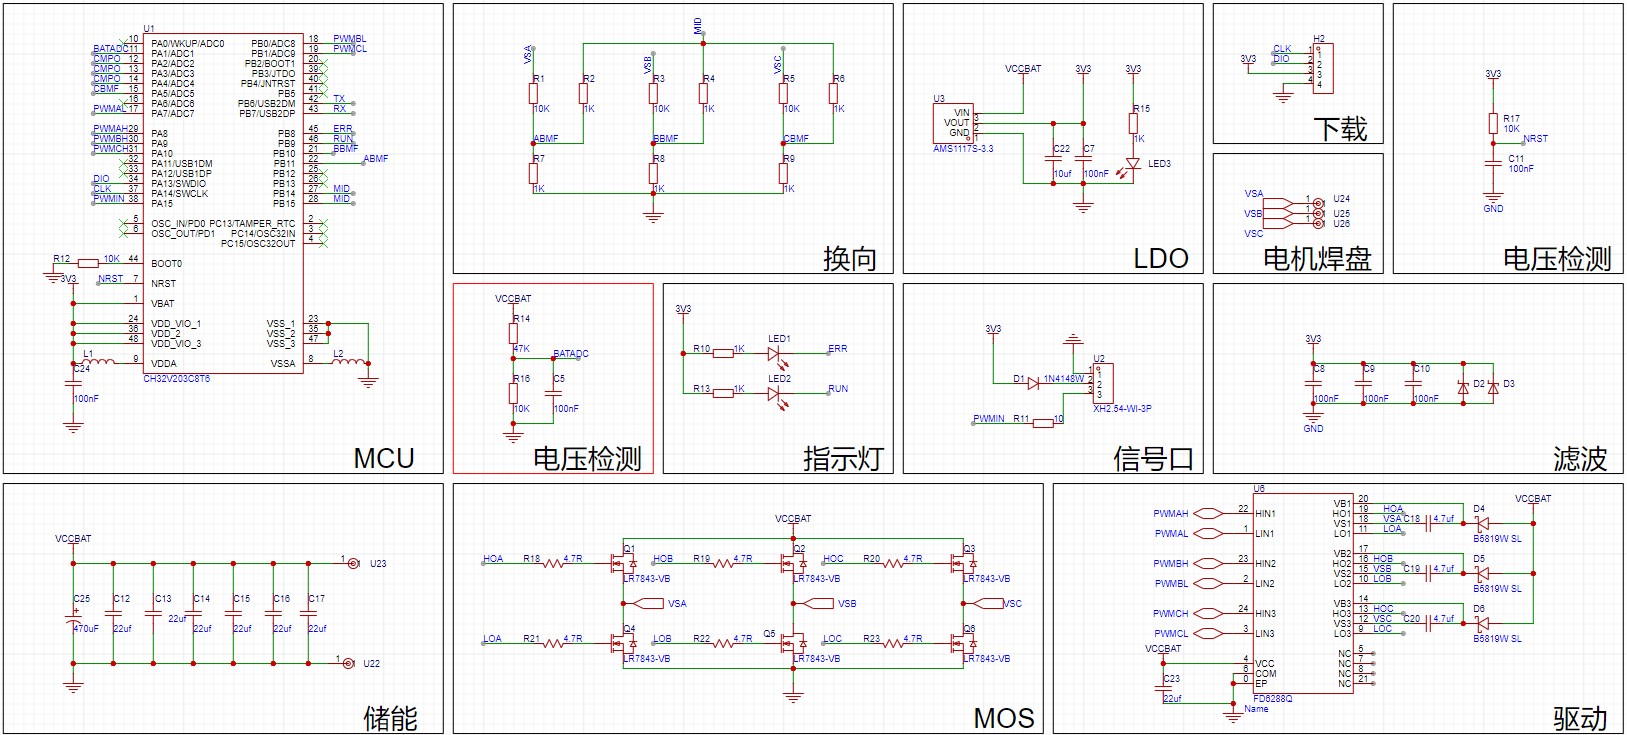 U1
10 PA0/WKUP/ADC0 PB0/ADC8 18 PWMBL
BATADC 11 PA1/ADC1 PB1/ADC9 19 PWMCL
CMPO 12 PA2/ADC2 PB2/BOOT1 20
CMPO 13 PA3/ADC3 PB3/JTDO 39
CMPO 14 PA4/ADC4 PB4/JNTRST 40
CBMF 15 PA5/ADC5 PB5 41
16 PA6/ADC6 PB6/USB2DM 42 TX
PWMAL 17 PA7/ADC7 PB7/USB2DP 43 RX
PWMAH 29 PA8 PB8 45 ERR
PWMBH 30 PA9 PB9 46 RUN
PWMCH 31 PA10 PB10 21 BBMF
32 PA11/USB1DM PB11 22 ABMF
33 PA12/USB1DP PB12 25
DIO 34 PA13/SWDIO PB13 26
CLK 37 PA14/SWCLK PB14 27 MID
PWMIN 38 PA15 PB15 28 MID
5 OSC_IN/PD0 PC13/TAMPER_RTC 2
6 OSC_OUT/PD1 PC14/OSC32IN 3
PC15/OSC32OUT 4
R12 10K 44 BOOT0
3V3 NRST 7 NRST
1 VBAT
24 VDD_VIO_1 VSS_1 23
36 VDD_2 VSS_2 35
48 VDD_VIO_3 VSS_3 47
L1 9 VDDA VSSA 8 L2
C24 CH32V203C8T6
100nF
MCU
MID
VSA VSB VSC
R1 R2 R3 R4 R5 R6
10K 1K 10K 1K 10K 1K
ABMF BBMF CBMF
R7 R8 R9
1K 1K 1K
换向
VCCBAT 3V3 3V3
U3 R15
VIN 3
VOUT 2 1K
GND 1
AMS1117S-3.3
C22 C7 LED3
10uf 100nF
LDO
H2
CLK 1 1
3V3 DIO 2 2
3 3
4 4
下载
VSA 1 U24
VSB 1 U25
VSC 1 U26
电机焊盘
3V3
R17
10K
NRST
C11
100nF
GND
电压检测
VCCBAT
R14
47K
BATADC
R16 C5
10K 100nF
电压检测
3V3
LED1
R10 1K ERR
LED2
R13 1K RUN
指示灯
3V3
U2
D1 1N4148W 1 1
2 2
3 3
XH2.54-WI-3P
PWMIN R11 10
信号口
3V3
C8 C9 C10 D2 D3
100nF 100nF 100nF
GND
滤波
VCCBAT
1 U23
C25 C12 C13 C14 C15 C16 C17
470uF 22uf 22uf 22uf 22uf 22uf 22uf
1 U22
储能
VCCBAT
Q1 Q2 Q3
HOA R18 4.7R HOB R19 4.7R HOC R20 4.7R
LR7843-VB LR7843-VB LR7843-VB
VSA VSB VSC
Q4 Q5 Q6
LOA R21 4.7R LOB R22 4.7R LOC R23 4.7R
LR7843-VB LR7843-VB LR7843-VB
MOS
U6 VCCBAT
VB1 20
PWMAH 22 HIN1 HO1 19 HOA D4
VS1 18 VSA C18 4.7uf
PWMAL 1 LIN1 LO1 11 LOA B5819W SL
VB2 17
PWMBH 23 HIN2 HO2 16 HOB D5
VS2 15 VSB C19 4.7uf
PWMBL 2 LIN2 LO2 10 LOB B5819W SL
VB3 14
PWMCH 24 HIN3 HO3 13 HOC D6
VS3 12 VSC C20 4.7uf
PWMCL 3 LIN3 LO3 9 LOC B5819W SL
VCCBAT NC 5
4 VCC NC 7
C23 6 COM NC 8
0 EP NC 21
22uf FD6288Q
Name
驱动